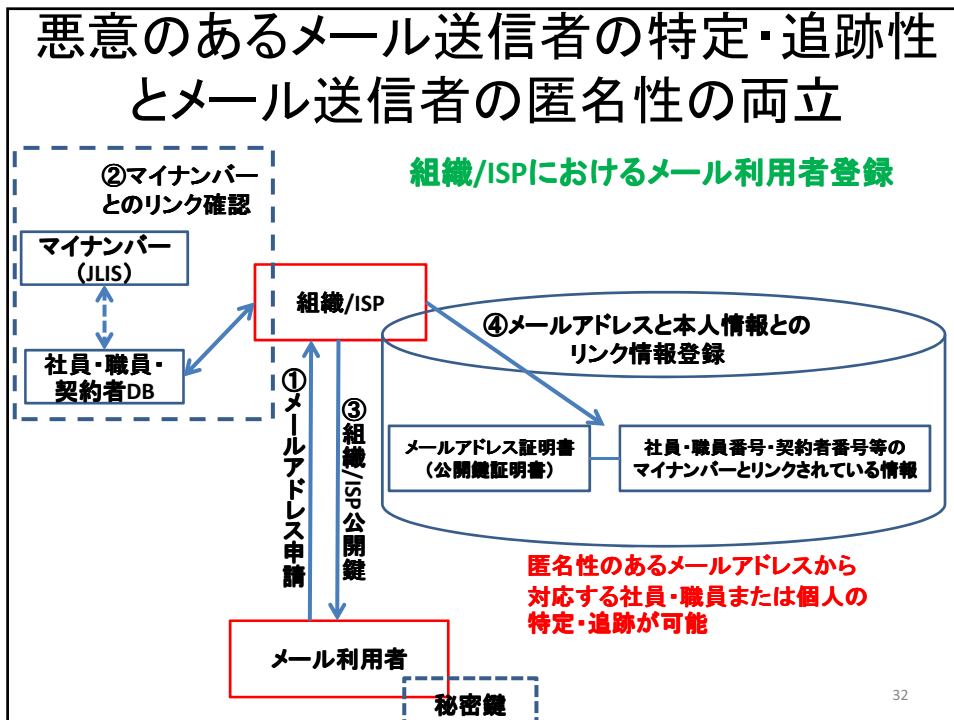 悪意のあるメール送信者の特定・追跡性
とメール送信者の匿名性の両立
組織/ISPにおけるメール利用者登録
②マイナンバー
とのリンク確認
マイナンバー
(JLIS)
社員・職員・
契約者DB
組織/ISP
④メールアドレスと本人情報との
リンク情報登録
メールアドレス証明書
(公開鍵証明書)
社員・職員番号・契約者番号等の
マイナンバーとリンクされている情報
①メールアドレス申請
③組織/ISP公開鍵
匿名性のあるメールアドレスから
対応する社員・職員または個人の
特定・追跡が可能
メール利用者
秘密鍵
32